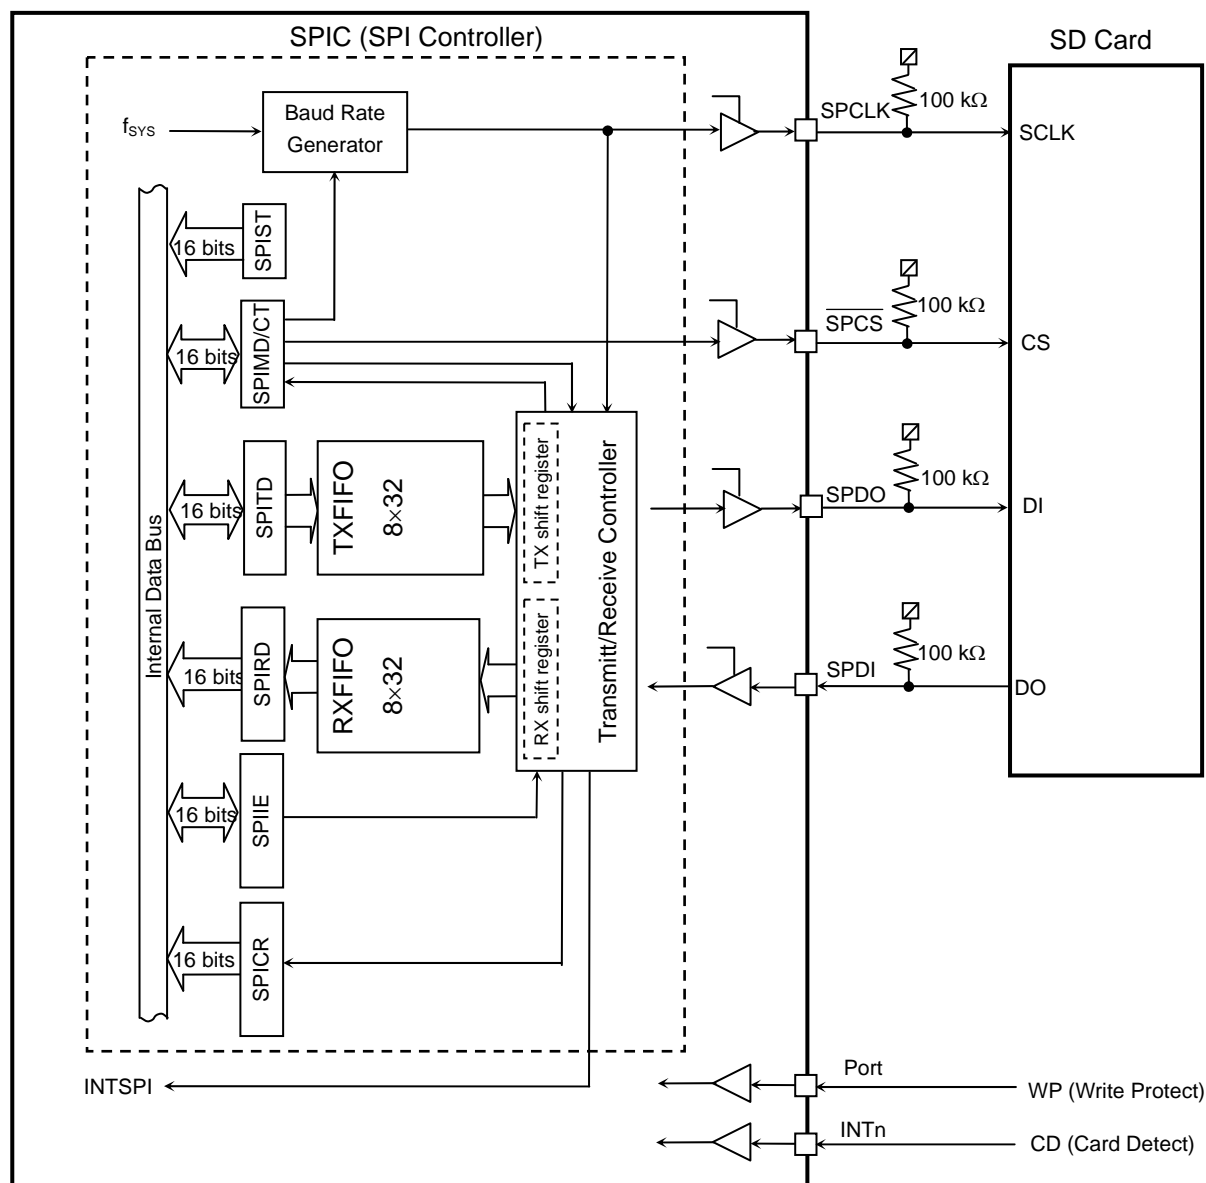 SPIC (SPI Controller)
SD Card
fSYS
Baud Rate
Generator
SPCLK
100 kΩ
SCLK
16 bits
SPIST
SPCS
100 kΩ
CS
16 bits
SPIMD/CT
Internal Data Bus
16 bits
SPITD
TXFIFO
8×32
TX shift register
Transmitt/Receive Controller
SPDO
100 kΩ
DI
16 bits
SPIRD
RXFIFO
8×32
RX shift register
SPDI
100 kΩ
DO
16 bits
SPIIE
16 bits
SPICR
INTSPI
Port
WP (Write Protect)
INTn
CD (Card Detect)